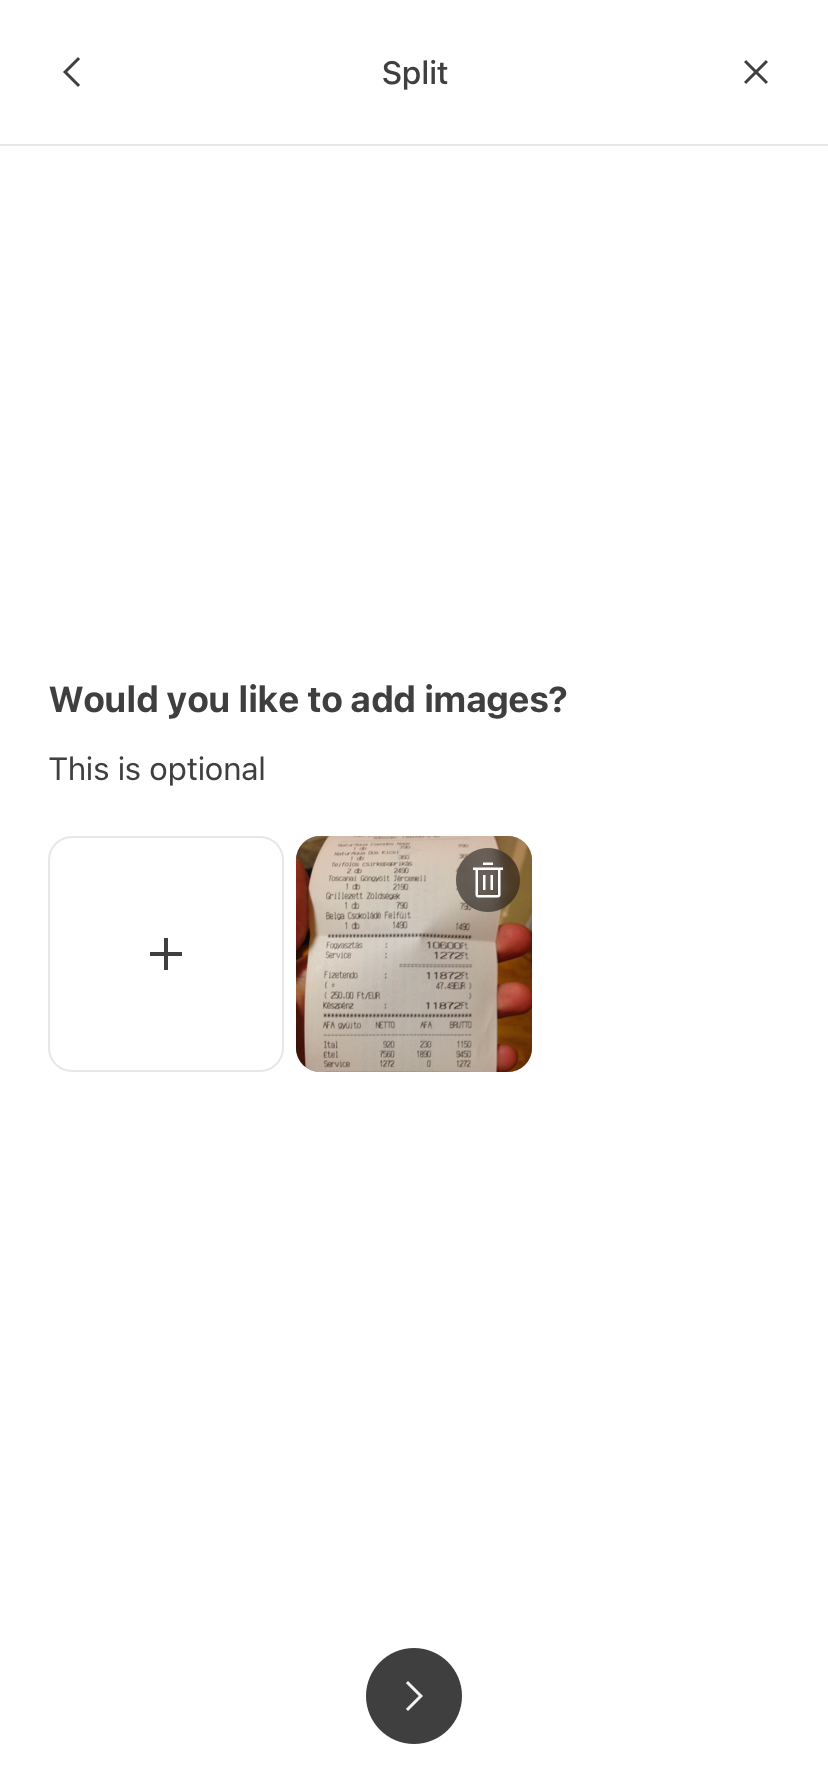 Split
Would you like to add images?
This is optional
790
1 db 360
Tejfölös csirkepaprikás
2 db 2490
Toscanai Göngyölt Jércemell
1 db 2190
Grillezett Zöldségek
1 db 790
Belga Csokoládé Felfújt
1 db 1490 1490
Fogyasztás : 10600Ft
Service : 1272Ft
Fizetendo : 11872Ft
( = 47.49EUR )
( 250.00 Ft/EUR )
Készpénz : 11872Ft
AFA gyüjto NETTO AFA BRUTTO
Ital 920 230 1150
Étel 7560 1890 9450
Service 1272 0 1272